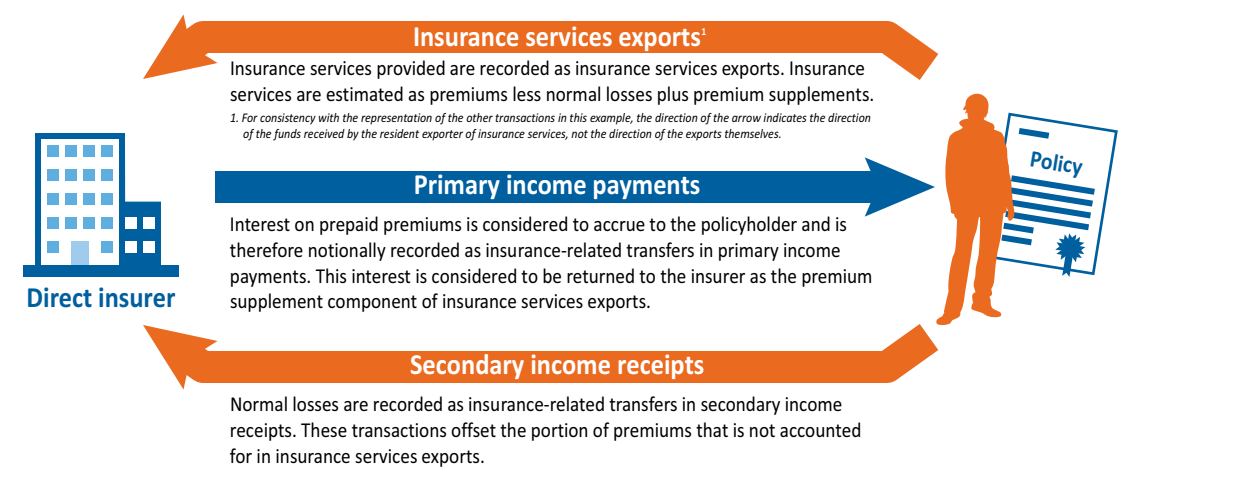 Insurance services exports¹
Insurance services provided are recorded as insurance services exports. Insurance
services are estimated as premiums less normal losses plus premium supplements.
1. For consistency with the representation of the other transactions in this example, the direction of the arrow indicates the direction
of the funds received by the resident exporter of insurance services, not the direction of the exports themselves.
Policy
Primary income payments
Interest on prepaid premiums is considered to accrue to the policyholder and is
therefore notionally recorded as insurance-related transfers in primary income
payments. This interest is considered to be returned to the insurer as the premium
supplement component of insurance services exports.
Direct insurer
Secondary income receipts
Normal losses are recorded as insurance-related transfers in secondary income
receipts. These transactions offset the portion of premiums that is not accounted
for in insurance services exports.